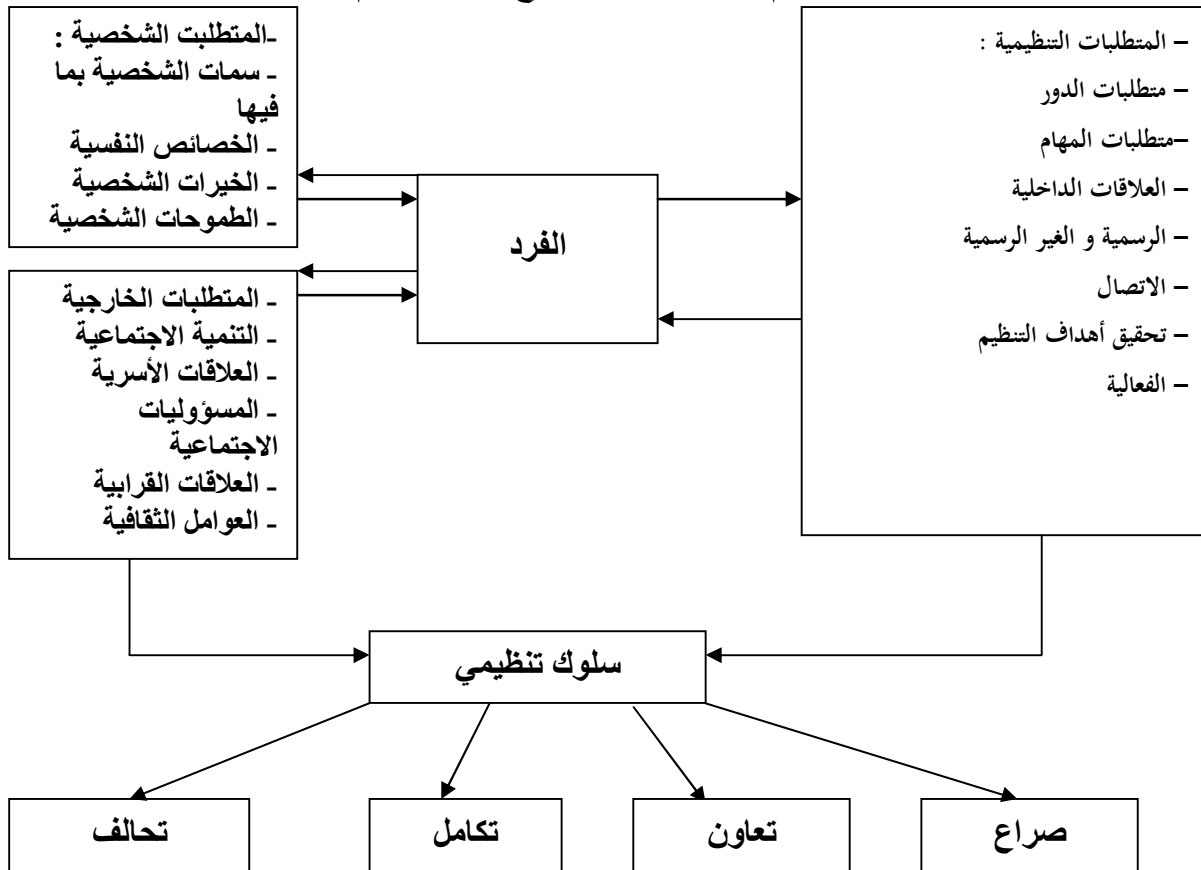 – المتطلبات التنظيمية :
– متطلبات الدور
–متطلبات المهام
– العلاقات الداخلية
– الرسمية و الغير الرسمية
– الاتصال
– تحقيق أهداف التنظيم
– الفعالية
الفرد
-المتطلبت الشخصية :
- سمات الشخصية بما
فيها
- الخصائص النفسية
- الخيرات الشخصية
- الطموحات الشخصية
- المتطلبات الخارجية
- التنمية الاجتماعية
- العلاقات الأسرية
- المسؤوليات
الاجتماعية
- العلاقات القرابية
- العوامل الثقافية
سلوك تنظيمي
صراع
تعاون
تكامل
تحالف